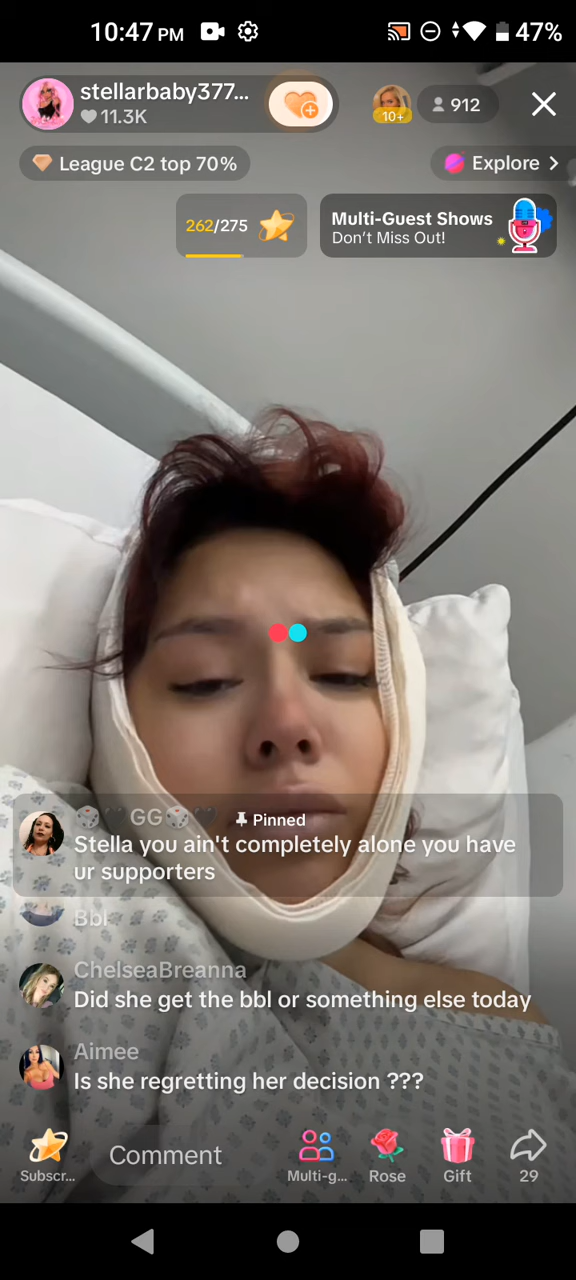 10:47 PM
47%
stellarbaby377...
11.3K
10+
912
League C2 top 70%
Explore
262/275
Multi-Guest Shows
Don't Miss Out!
GG
Pinned
Stella you ain't completely alone you have
ur supporters
Bbl
ChelseaBreanna
Did she get the bbl or something else today
Aimee
Is she regretting her decision ???
Subscr...
Comment
Multi-g...
Rose
Gift
29